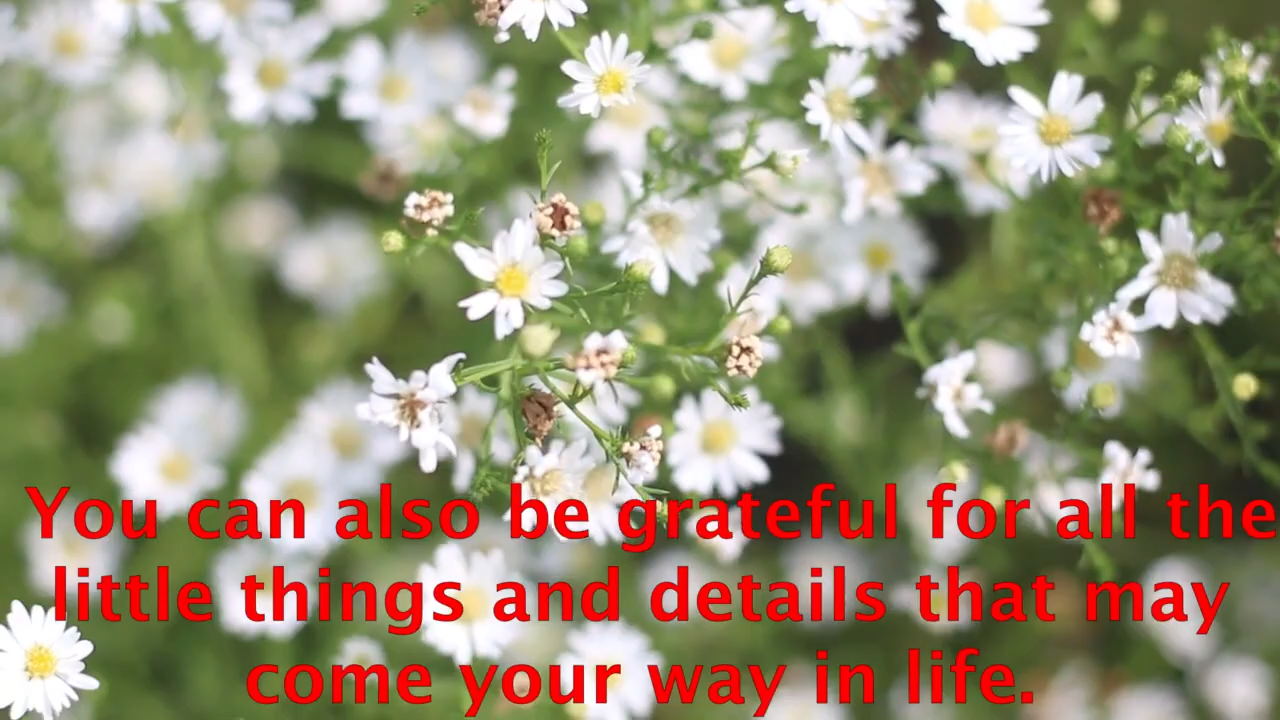 You can also be grateful for all the
little things and details that may
come your way in life.